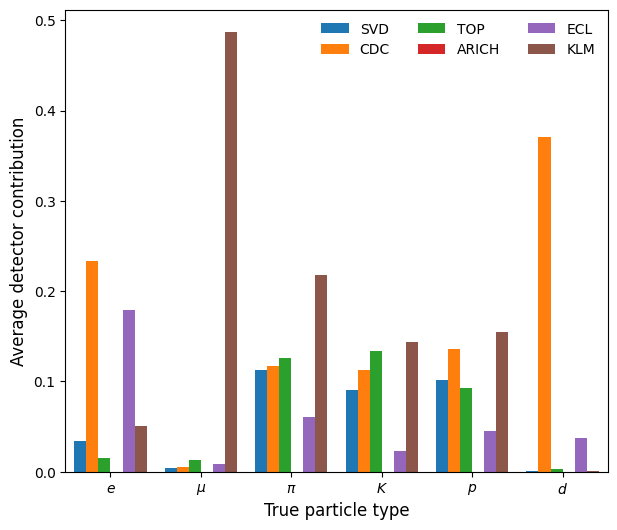 0.5
0.4
0.3
0.2
0.1
0.0
Average detector contribution
SVD TOP ECL
CDC ARICH KLM
e μ π K p d
True particle type